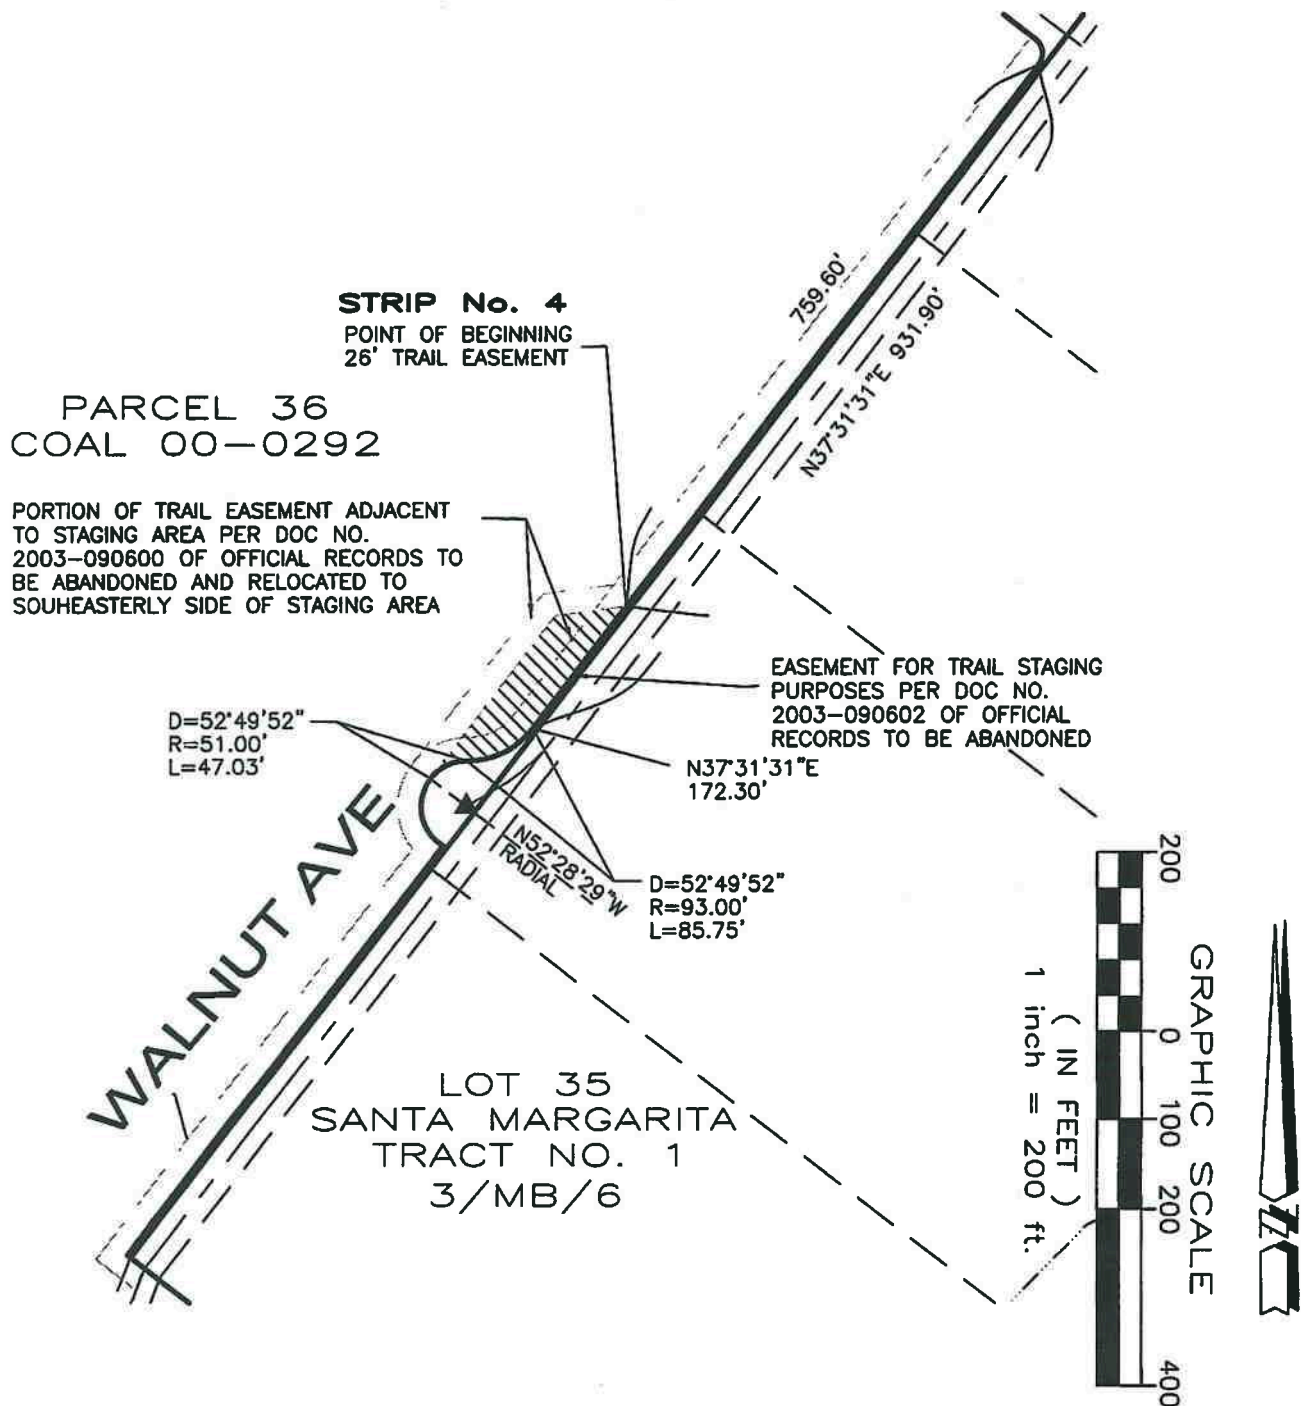 759.60'
N37°31'31"E 931.90'
STRIP No. 4
POINT OF BEGINNING
26' TRAIL EASEMENT
PARCEL 36
COAL 00-0292
PORTION OF TRAIL EASEMENT ADJACENT
TO STAGING AREA PER DOC NO.
2003-090600 OF OFFICIAL RECORDS TO
BE ABANDONED AND RELOCATED TO
SOUHEASTERLY SIDE OF STAGING AREA
EASEMENT FOR TRAIL STAGING
PURPOSES PER DOC NO.
2003-090602 OF OFFICIAL
RECORDS TO BE ABANDONED
D=52°49'52"
R=51.00'
L=47.03'
N37°31'31"E
172.30'
N52°28'29"W
RADIAL
D=52°49'52"
R=93.00'
L=85.75'
WALNUT AVE
LOT 35
SANTA MARGARITA
TRACT NO. 1
3/MB/6
GRAPHIC SCALE
200 0 100 200 400
( IN FEET )
1 inch = 200 ft.
N